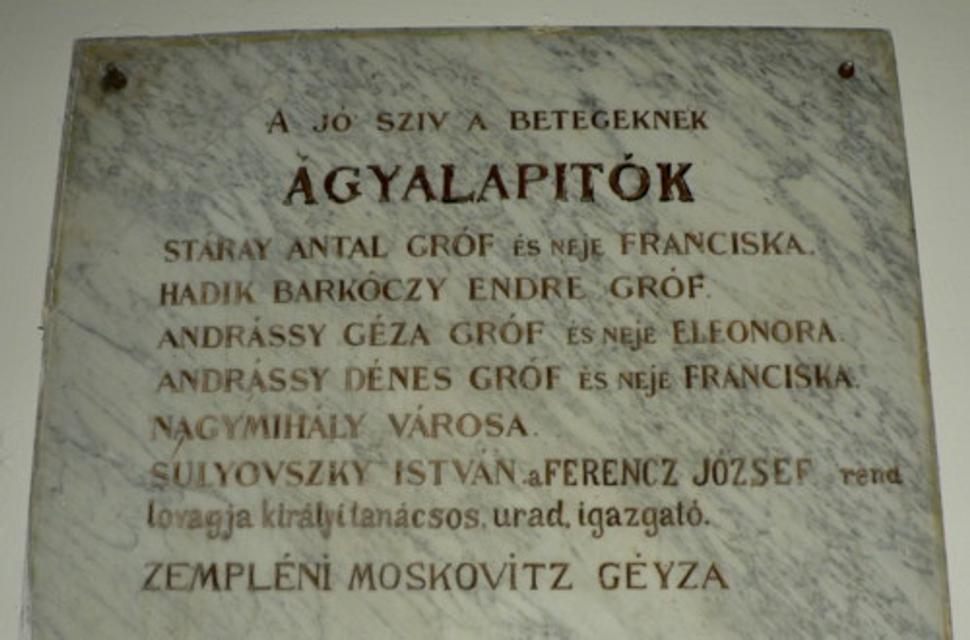 A JÓ SZIV A BETEGEKNEK
ÁGYALAPITÓK
STÁRAY ANTAL GRÓF ÉS NEJE FRANCISKA.
HADIK BARKÓCZY ENDRE GRÓF.
ANDRÁSSY GÉZA GRÓF ÉS NEJE ELEONORA.
ANDRÁSSY DÉNES GRÓF ÉS NEJE FRANCISKA.
NAGYMIHÁLY VÁROSA.
SULYOVSZKY ISTVÁN.a FERENCZ JÓZSEF rend
lovagja királyi tanácsos, urad. igazgató.
ZEMPLÉNI MOSKOVITZ GÉYZA